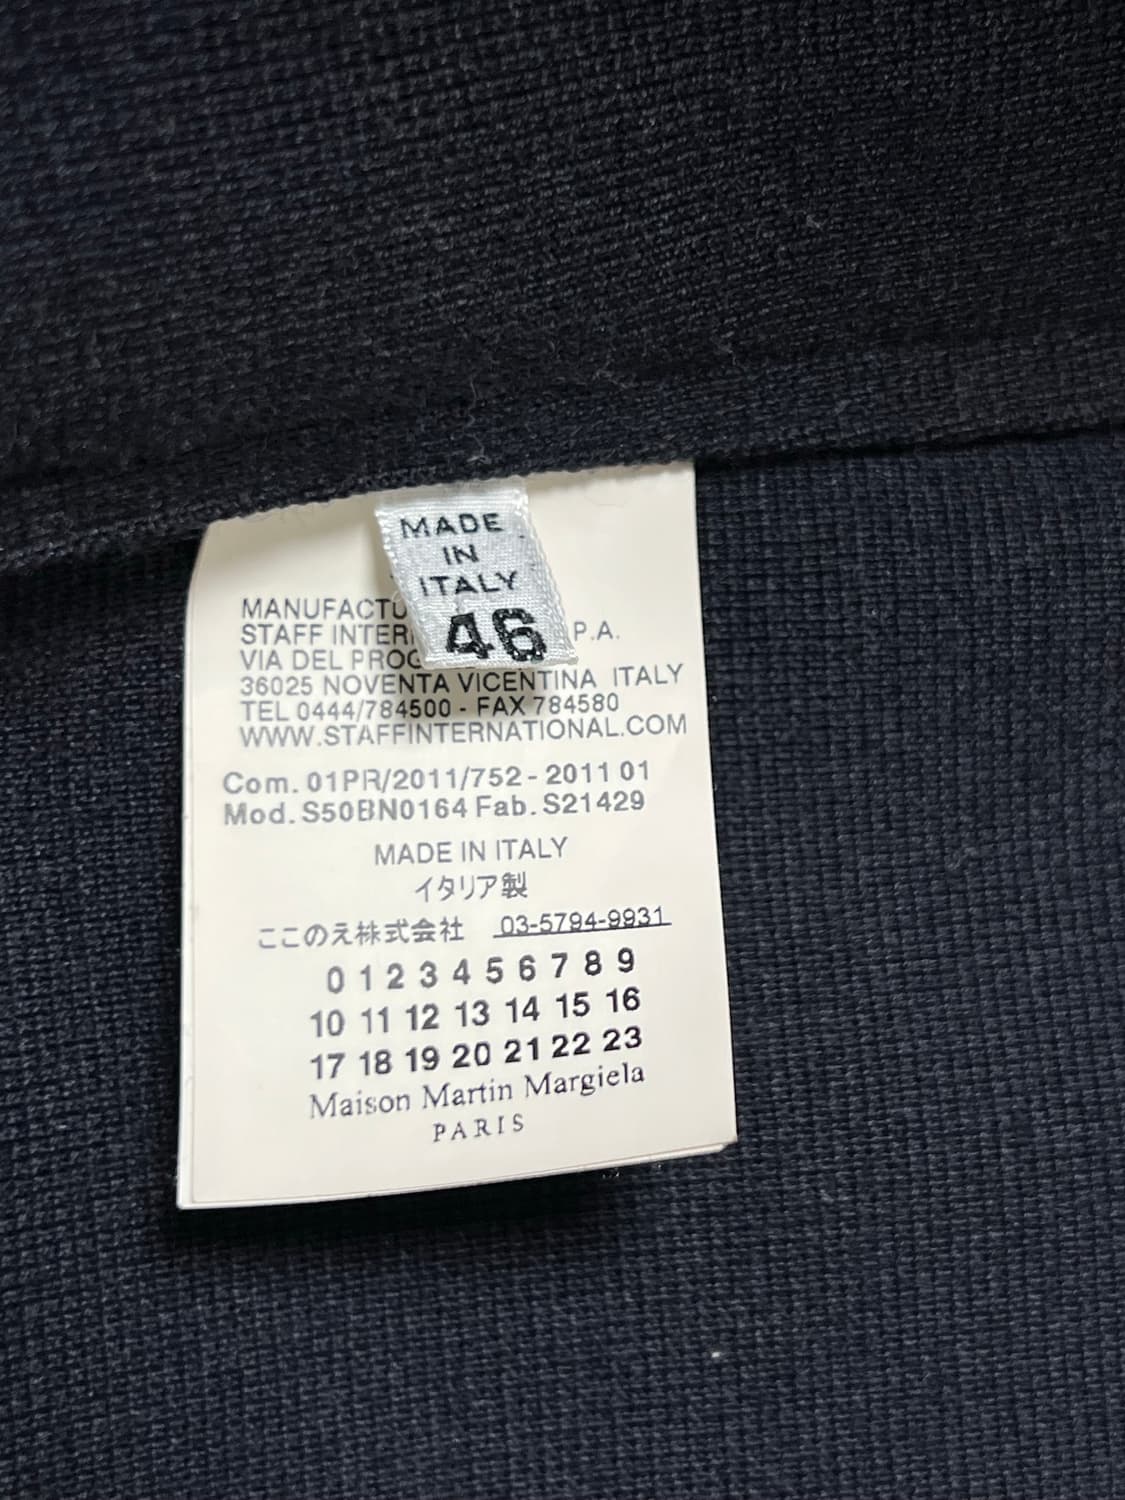 MADE
IN
ITALY
46
MANUFACTU
STAFF INTER P.A.
VIA DEL PROG
36025 NOVENTA VICENTINA ITALY
TEL 0444/784500 - FAX 784580
WWW.STAFFINTERNATIONAL.COM
Com. 01PR/2011/752 - 2011 01
Mod. S50BN0164 Fab. S21429
MADE IN ITALY
イタリア製
ここのえ株式会社 03-5794-9931
0 1 2 3 4 5 6 7 8 9
10 11 12 13 14 15 16
17 18 19 20 21 22 23
Maison Martin Margiela
PARIS